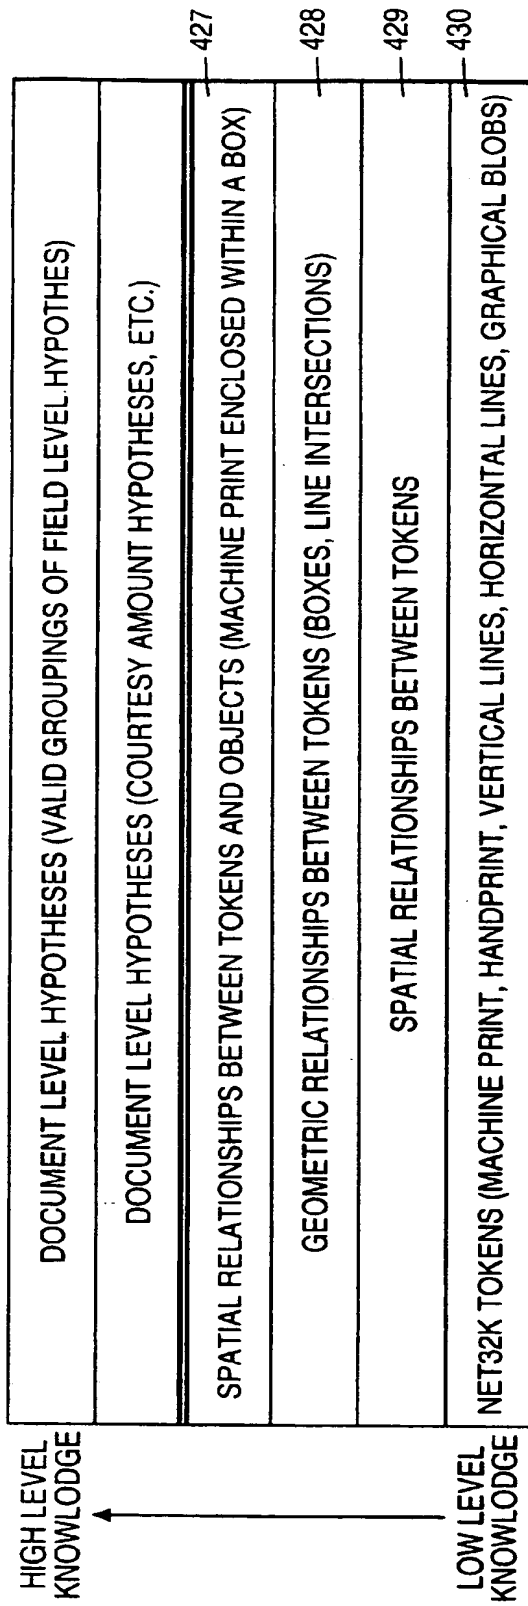 HIGH LEVEL
KNOWLODGE
DOCUMENT LEVEL HYPOTHESES (VALID GROUPINGS OF FIELD LEVEL HYPOTHES)
DOCUMENT LEVEL HYPOTHESES (COURTESY AMOUNT HYPOTHESES, ETC.)
SPATIAL RELATIONSHIPS BETWEEN TOKENS AND OBJECTS (MACHINE PRINT ENCLOSED WITHIN A BOX)
427
GEOMETRIC RELATIONSHIPS BETWEEN TOKENS (BOXES, LINE INTERSECTIONS)
428
SPATIAL RELATIONSHIPS BETWEEN TOKENS
429
LOW LEVEL
KNOWLODGE
NET32K TOKENS (MACHINE PRINT, HANDPRINT, VERTICAL LINES, HORIZONTAL LINES, GRAPHICAL BLOBS)
430